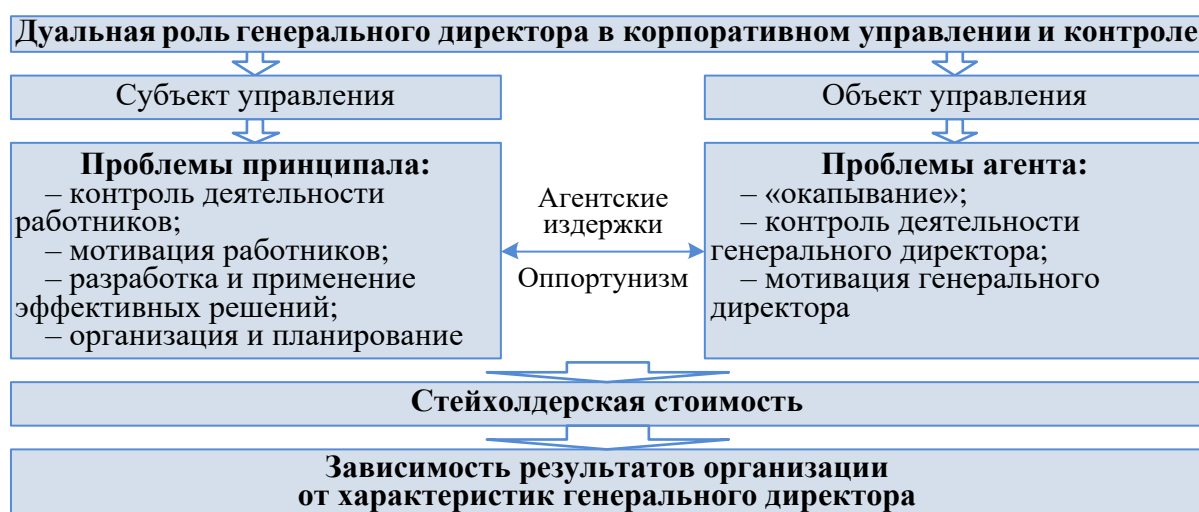 Дуальная роль генерального директора в корпоративном управлении и контроле
Субъект управления
Объект управления
Проблемы принципала:
– контроль деятельности
работников;
– мотивация работников;
– разработка и применение
эффективных решений;
– организация и планирование
Агентские
издержки
Оппортунизм
Проблемы агента:
– «окапывание»;
– контроль деятельности
генерального директора;
– мотивация генерального
директора
Стейхолдерская стоимость
Зависимость результатов организации
от характеристик генерального директора